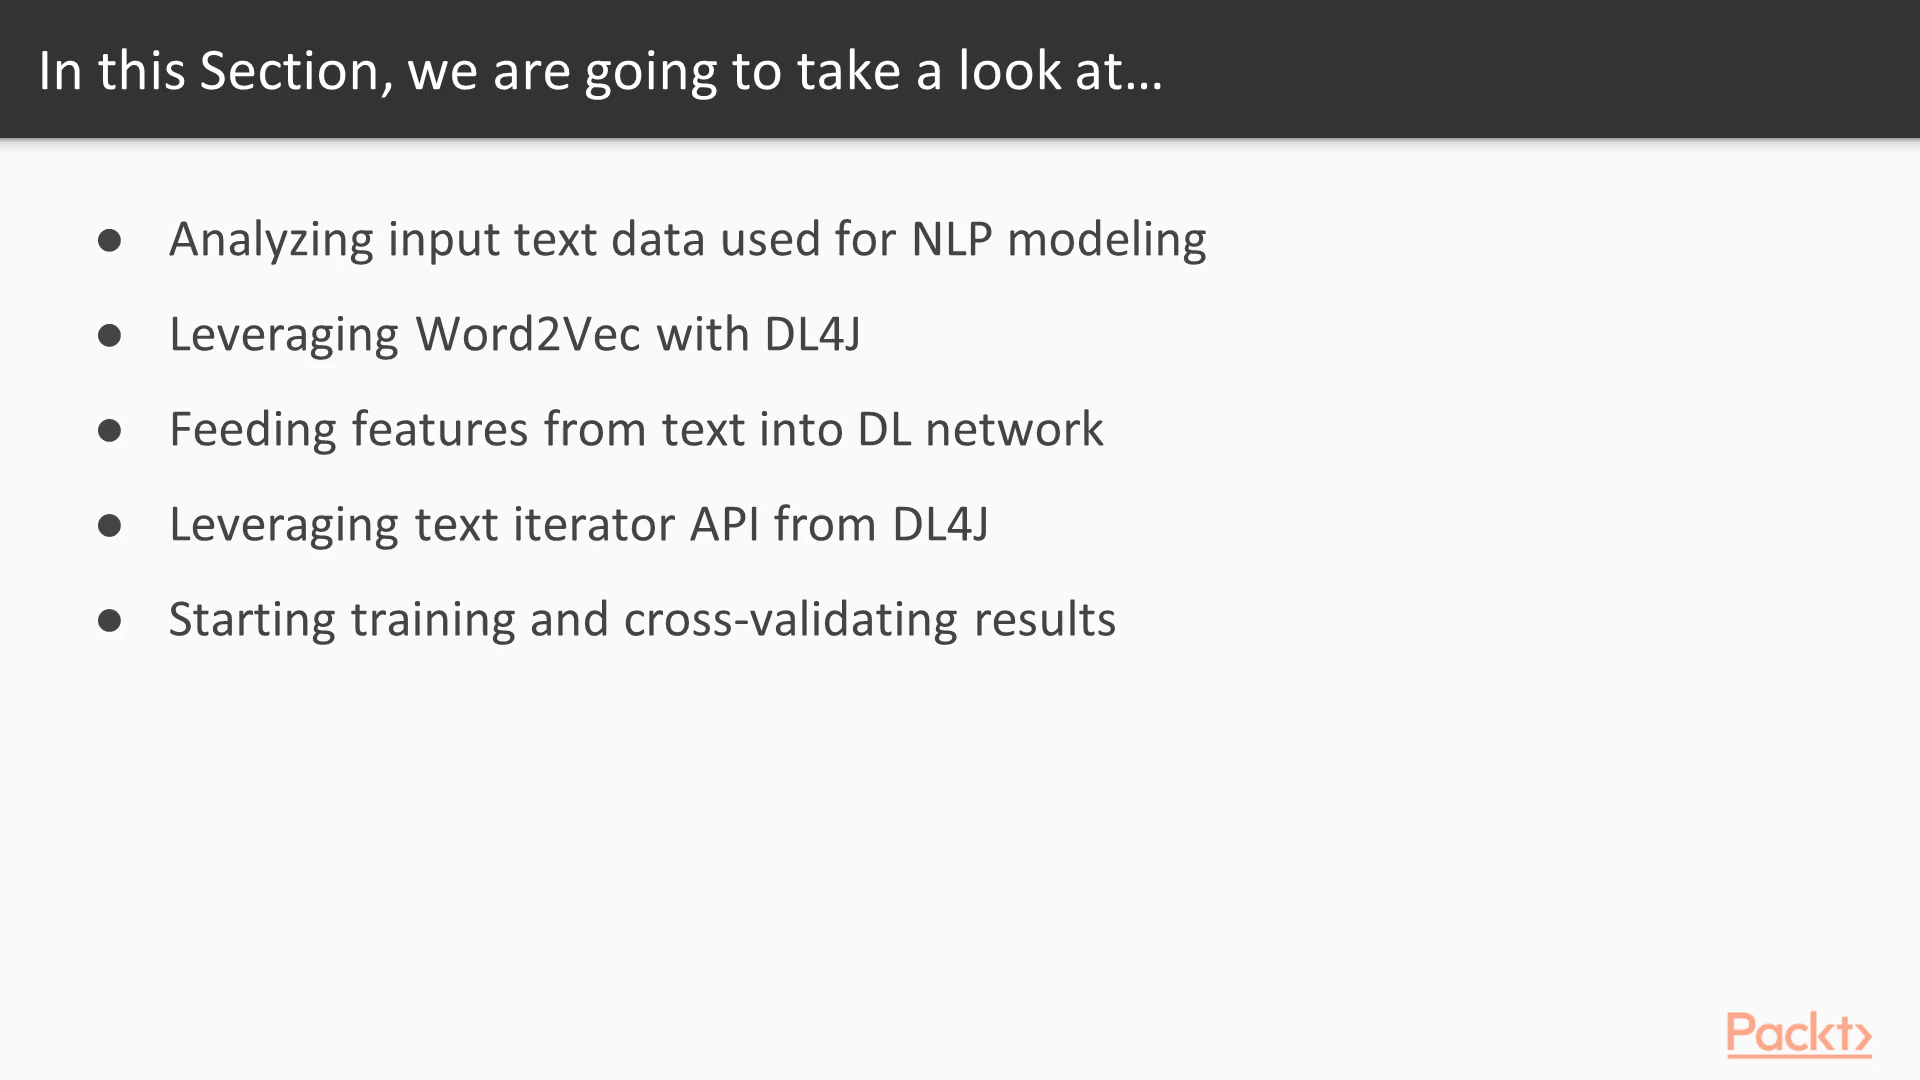 In this Section, we are going to take a look at...
● Analyzing input text data used for NLP modeling
● Leveraging Word2Vec with DL4J
● Feeding features from text into DL network
● Leveraging text iterator API from DL4J
● Starting training and cross-validating results
Packt>